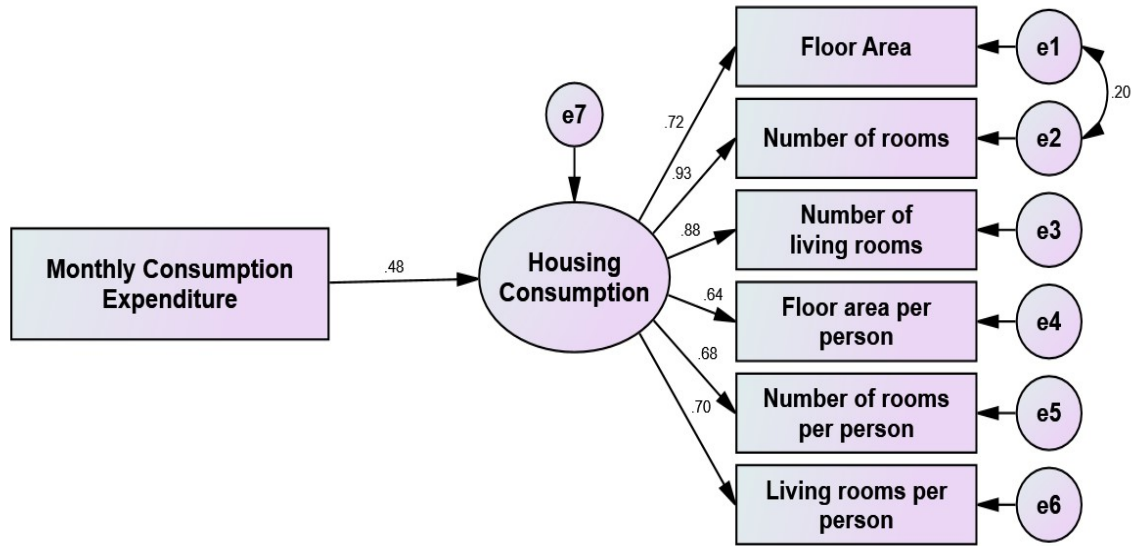 Floor Area
e1
.20
e7
.72
Number of rooms
e2
.93
Number of
living rooms
e3
.88
Monthly Consumption
Expenditure
.48
Housing
Consumption
.64
Floor area per
person
e4
.68
Number of rooms
per person
e5
.70
Living rooms per
person
e6